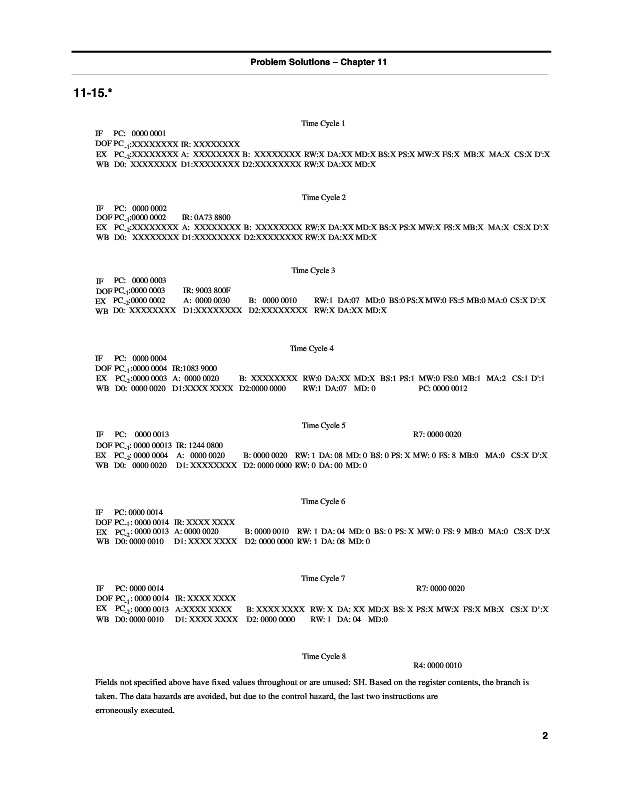 Problem Solutions – Chapter 11
11-15.*
Time Cycle 1
IF PC: 0000 0001
DOF PC-1:XXXXXXXX IR: XXXXXXXX
EX PC-2:XXXXXXXX A: XXXXXXXX B: XXXXXXXX RW:X DA:XX MD:X BS:X PS:X MW:X FS:X MB:X MA:X CS:X D':X
WB D0: XXXXXXXX D1:XXXXXXXX D2:XXXXXXXX RW:X DA:XX MD:X
Time Cycle 2
IF PC: 0000 0002
DOF PC-1:0000 0002 IR: 0A73 8800
EX PC-2:XXXXXXXX A: XXXXXXXX B: XXXXXXXX RW:X DA:XX MD:X BS:X PS:X MW:X FS:X MB:X MA:X CS:X D':X
WB D0: XXXXXXXX D1:XXXXXXXX D2:XXXXXXXX RW:X DA:XX MD:X
Time Cycle 3
IF PC: 0000 0003
DOF PC-1:0000 0003 IR: 9003 800F
EX PC-2:0000 0002 A: 0000 0030 B: 0000 0010 RW:1 DA:07 MD:0 BS:0 PS:X MW:0 FS:5 MB:0 MA:0 CS:X D':X
WB D0: XXXXXXXX D1:XXXXXXXX D2:XXXXXXXX RW:X DA:XX MD:X
Time Cycle 4
IF PC: 0000 0004
DOF PC-1:0000 0004 IR:1083 9000
EX PC-2:0000 0003 A: 0000 0020 B: XXXXXXXX RW:0 DA:XX MD:X BS:1 PS:1 MW:0 FS:0 MB:1 MA:2 CS:1 D':1
WB D0: 0000 0020 D1:XXXX XXXX D2:0000 0000 RW:1 DA:07 MD: 0 PC: 0000 0012
Time Cycle 5
IF PC: 0000 0013 R7: 0000 0020
DOF PC-1: 0000 00013 IR: 1244 0800
EX PC-2: 0000 0004 A: 0000 0020 B: 0000 0020 RW: 1 DA: 08 MD: 0 BS: 0 PS: X MW: 0 FS: 8 MB:0 MA:0 CS:X D':X
WB D0: 0000 0020 D1: XXXXXXXX D2: 0000 0000 RW: 0 DA: 00 MD: 0
Time Cycle 6
IF PC: 0000 0014
DOF PC-1: 0000 0014 IR: XXXX XXXX
EX PC-2: 0000 0013 A: 0000 0020 B: 0000 0010 RW: 1 DA: 04 MD: 0 BS: 0 PS: X MW: 0 FS: 9 MB:0 MA:0 CS:X D':X
WB D0: 0000 0010 D1: XXXX XXXX D2: 0000 0000 RW: 1 DA: 08 MD: 0
Time Cycle 7
IF PC: 0000 0014 R7: 0000 0020
DOF PC-1: 0000 0014 IR: XXXX XXXX
EX PC-2: 0000 0013 A:XXXX XXXX B: XXXX XXXX RW: X DA: XX MD:X BS: X PS:X MW:X FS:X MB:X CS:X D':X
WB D0: 0000 0010 D1: XXXX XXXX D2: 0000 0000 RW: 1 DA: 04 MD:0
Time Cycle 8
R4: 0000 0010
Fields not specified above have fixed values throughout or are unused: SH. Based on the register contents, the branch is
taken. The data hazards are avoided, but due to the control hazard, the last two instructions are
erroneously executed.
2